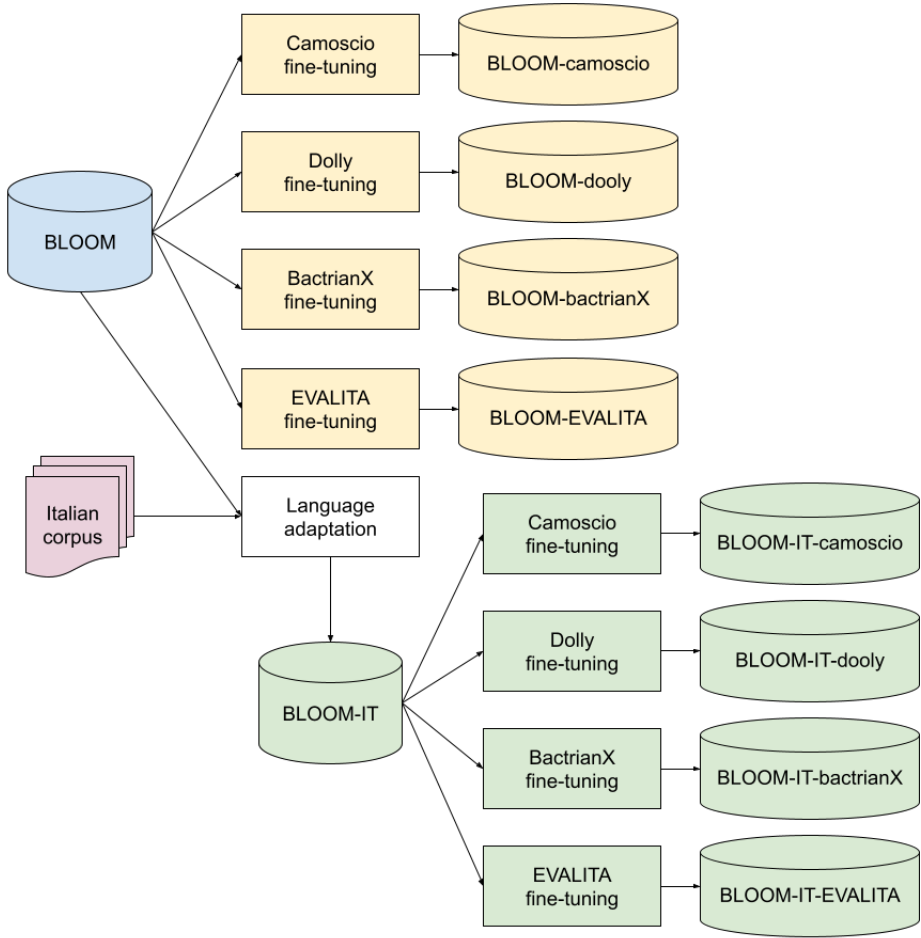 Camoscio
fine-tuning
BLOOM-camoscio
Dolly
fine-tuning
BLOOM-dooly
BLOOM
BactrianX
fine-tuning
BLOOM-bactrianX
EVALITA
fine-tuning
BLOOM-EVALITA
Italian
corpus
Language
adaptation
Camoscio
fine-tuning
BLOOM-IT-camoscio
Dolly
fine-tuning
BLOOM-IT-dooly
BLOOM-IT
BactrianX
fine-tuning
BLOOM-IT-bactrianX
EVALITA
fine-tuning
BLOOM-IT-EVALITA